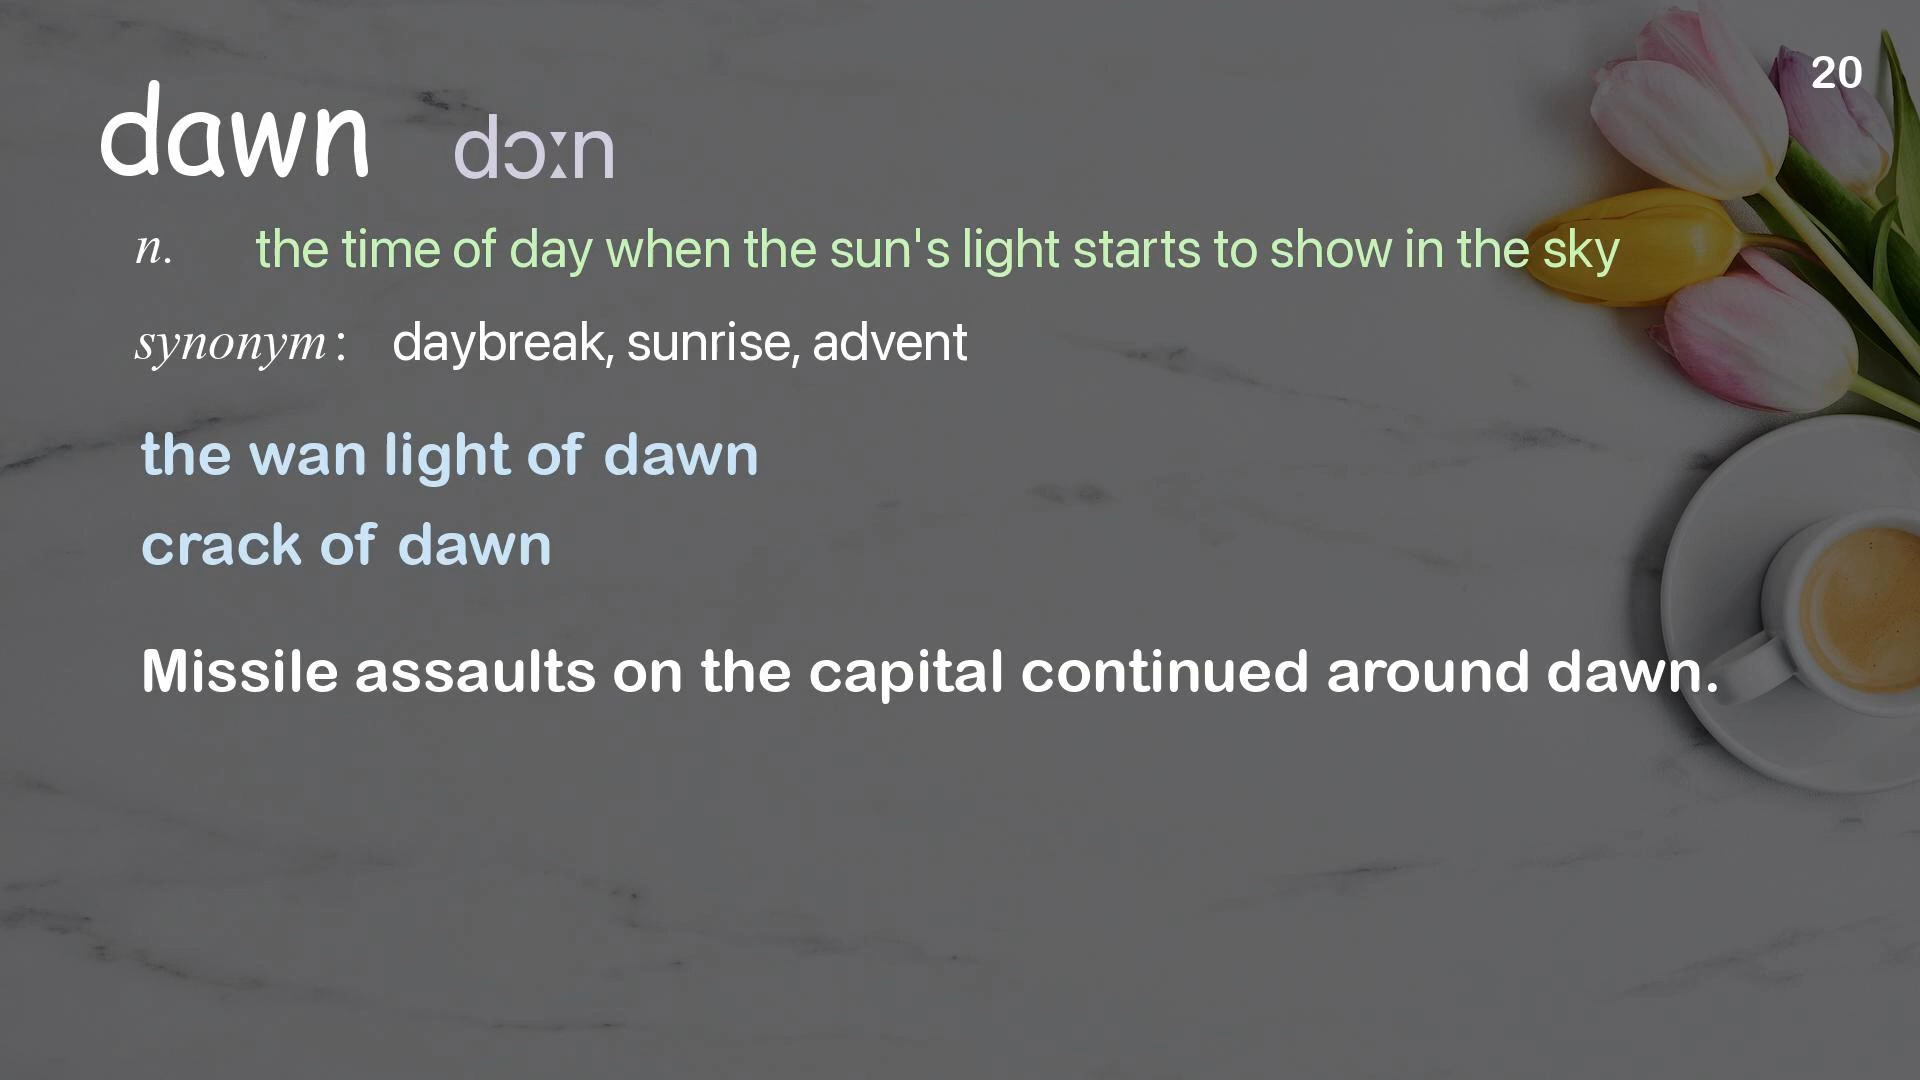 20
dawn dɔːn
n. the time of day when the sun's light starts to show in the sky
synonym: daybreak, sunrise, advent
the wan light of dawn
crack of dawn
Missile assaults on the capital continued around dawn.